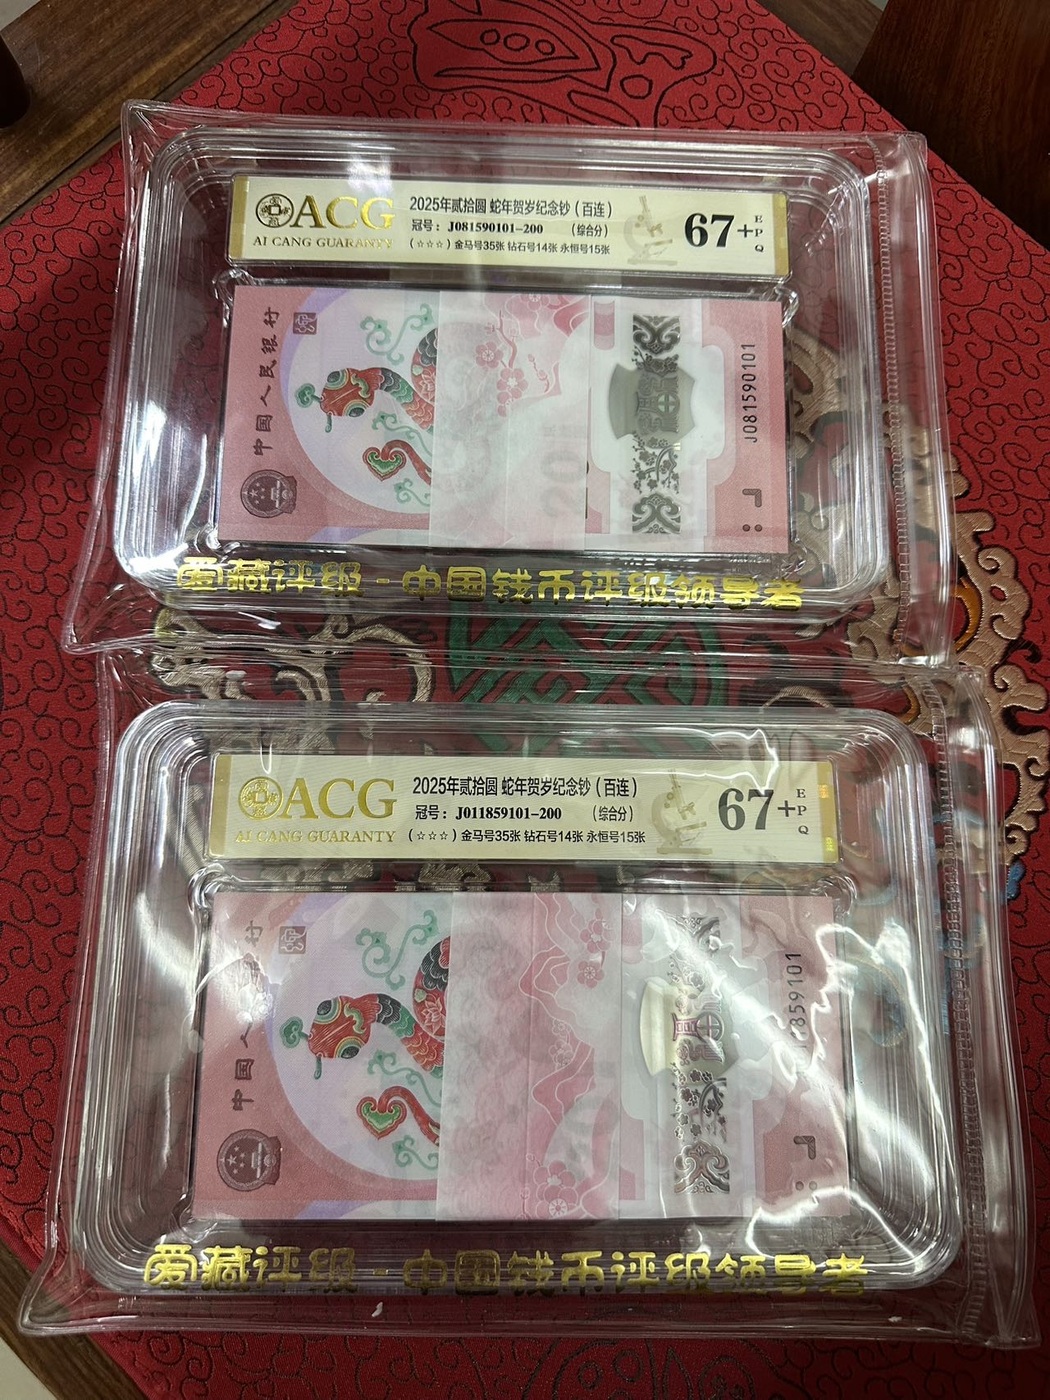 ACG
AI CANG GUARANTY
2025年贰拾圆 蛇年贺岁纪念钞（百连）
冠号：J081590101-200 （综合分）
（☆☆☆）金马号35张 钻石号14张 永恒号15张
67+
E
P
Q
中国人民银行
J081590101
爱藏评级-中国钱币评级领导者
ACG
AI CANG GUARANTY
2025年贰拾圆 蛇年贺岁纪念钞（百连）
冠号：J011859101-200 （综合分）
（☆☆☆）金马号35张 钻石号14张 永恒号15张
67+
E
P
Q
中国人
行
859101
爱藏评级-中国钱币评级领导者